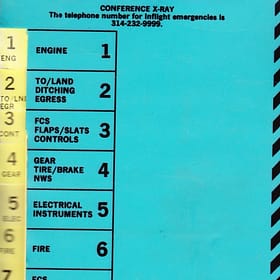 CONFERENCE X-RAY
The telephone number for inflight emergencies is
314-232-9999.
1
ENG
ENGINE 1
2
TO/LND
EGR
TO/LAND
DITCHING
EGRESS 2
3
CONT
FCS
FLAPS/SLATS
CONTROLS 3
4
GEAR
GEAR
TIRE/BRAKE
NWS 4
5
ELEC
ELECTRICAL
INSTRUMENTS 5
6
FIRE
FIRE 6
7
FCS